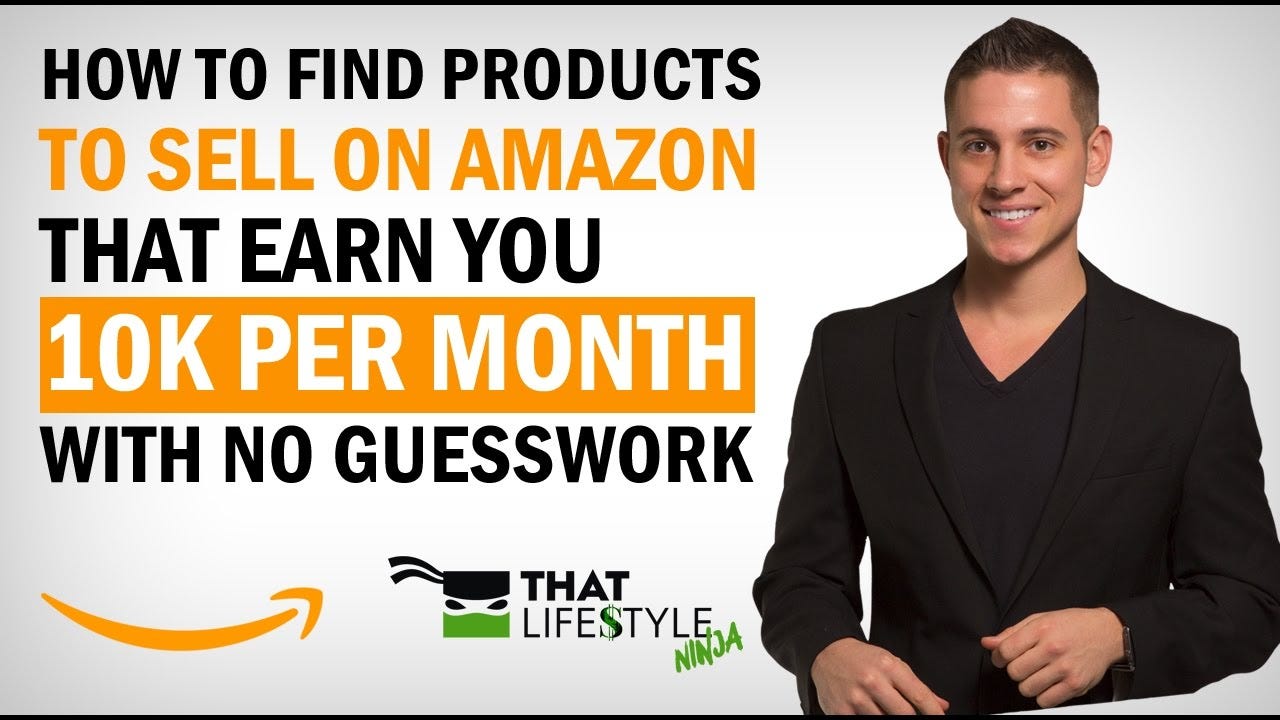 HOW TO FIND PRODUCTS
TO SELL ON AMAZON
THAT EARN YOU
10K PER MONTH
WITH NO GUESSWORK
THAT
LIFE$TYLE
NINJA